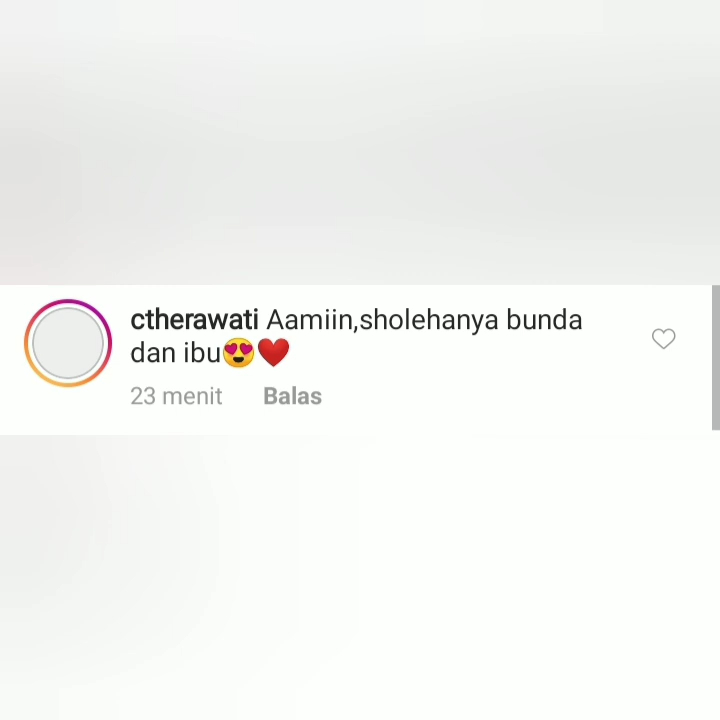 ctherawati Aamiin,sholehanya bunda
dan ibu😍❤️
23 menit Balas